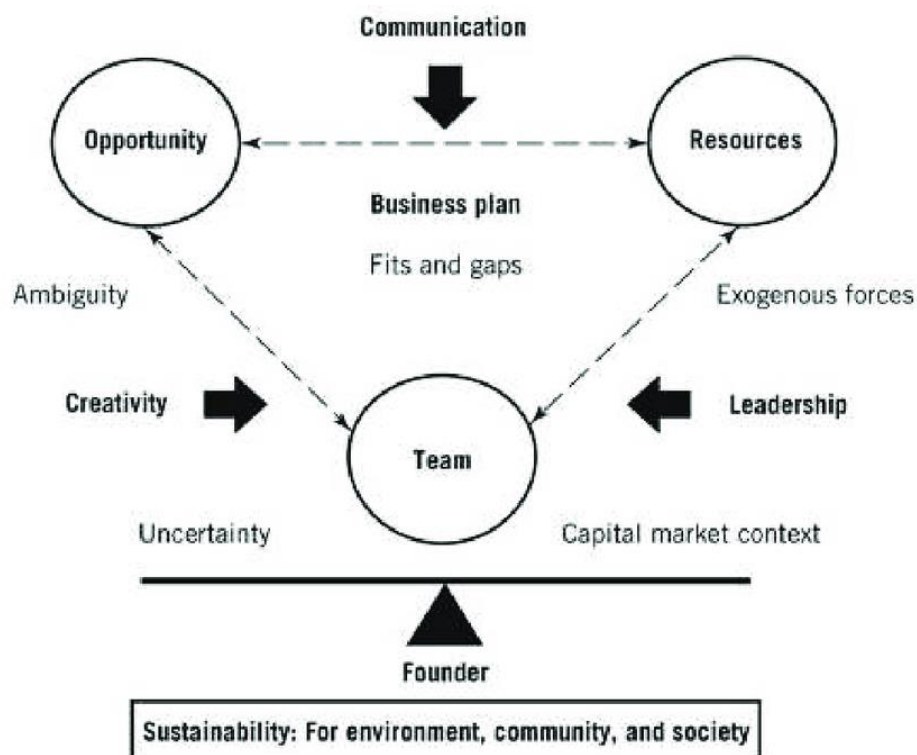 Communication
Opportunity
Resources
Business plan
Fits and gaps
Ambiguity
Exogenous forces
Creativity
Leadership
Team
Uncertainty
Capital market context
Founder
Sustainability: For environment, community, and society